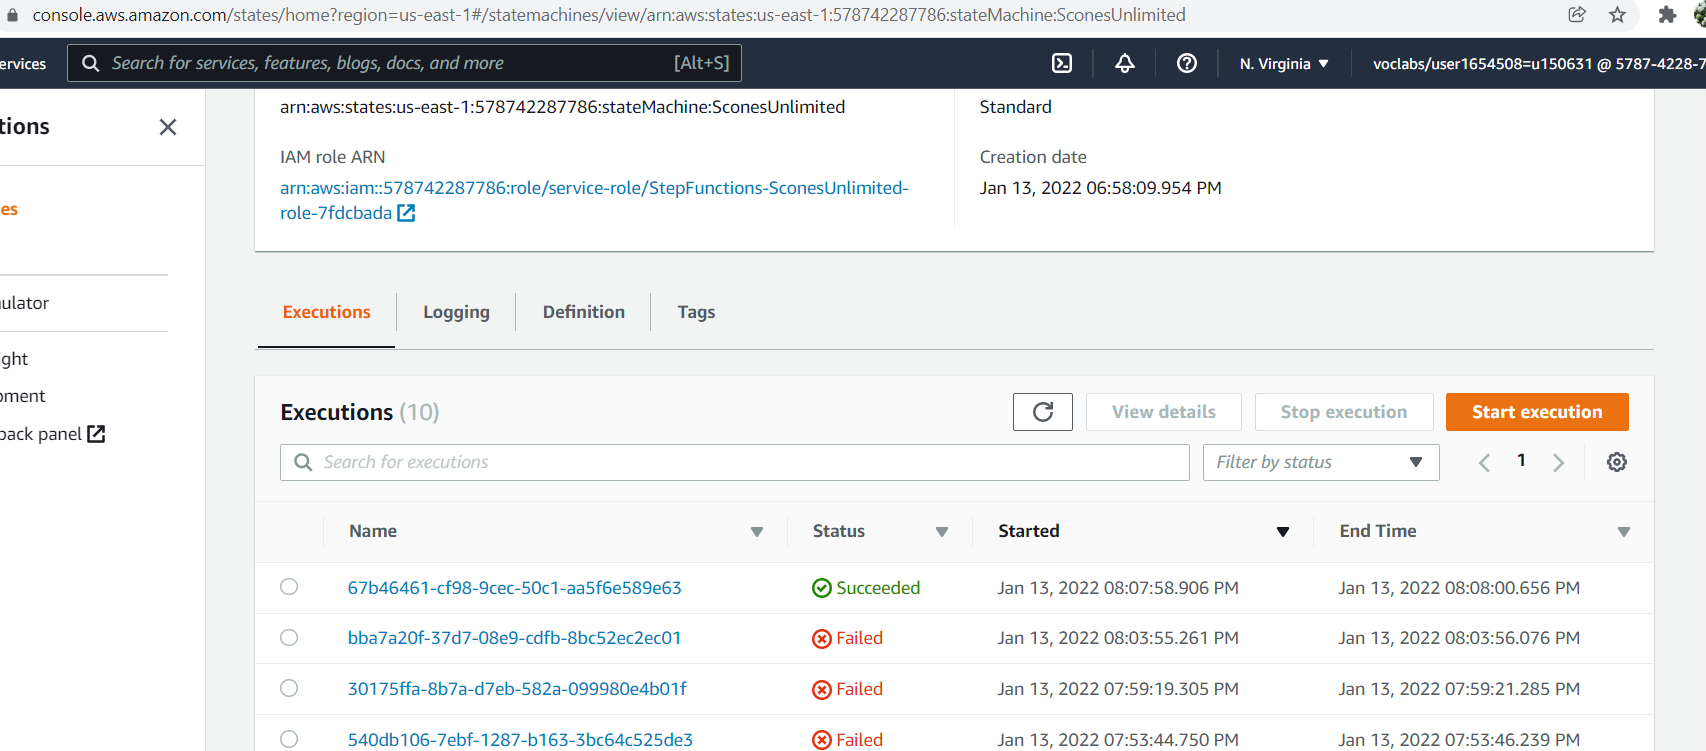 console.aws.amazon.com/states/home?region=us-east-1#/statemachines/view/arn:aws:states:us-east-1:578742287786:stateMachine:SconesUnlimited
ervices
Search for services, features, blogs, docs, and more [Alt+S]
N. Virginia
voclabs/user1654508=u150631 @ 5787-4228-7
tions
es
ulator
ight
pment
back panel
arn:aws:states:us-east-1:578742287786:stateMachine:SconesUnlimited
Standard
IAM role ARN
Creation date
arn:aws:iam::578742287786:role/service-role/StepFunctions-SconesUnlimited-
role-7fdcbada
Jan 13, 2022 06:58:09.954 PM
Executions Logging Definition Tags
Executions (10)
View details Stop execution Start execution
Search for executions
Filter by status
1
Name Status Started End Time
67b46461-cf98-9cec-50c1-aa5f6e589e63 Succeeded Jan 13, 2022 08:07:58.906 PM Jan 13, 2022 08:08:00.656 PM
bba7a20f-37d7-08e9-cdfb-8bc52ec2ec01 Failed Jan 13, 2022 08:03:55.261 PM Jan 13, 2022 08:03:56.076 PM
30175ffa-8b7a-d7eb-582a-099980e4b01f Failed Jan 13, 2022 07:59:19.305 PM Jan 13, 2022 07:59:21.285 PM
540db106-7ebf-1287-b163-3bc64c525de3 Failed Jan 13, 2022 07:53:44.750 PM Jan 13, 2022 07:53:46.239 PM